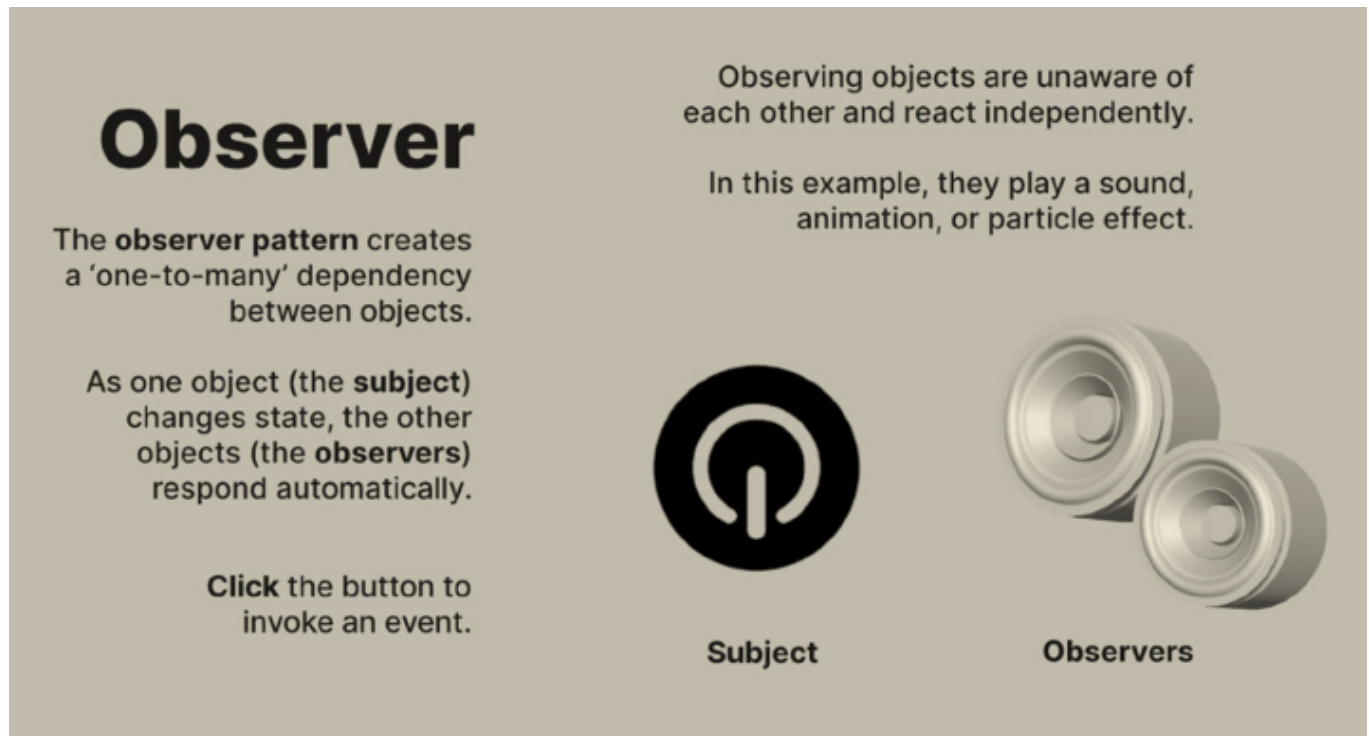 Observer
The observer pattern creates
a ‘one-to-many’ dependency
between objects.
As one object (the subject)
changes state, the other
objects (the observers)
respond automatically.
Click the button to
invoke an event.
Observing objects are unaware of
each other and react independently.
In this example, they play a sound,
animation, or particle effect.
Subject
Observers